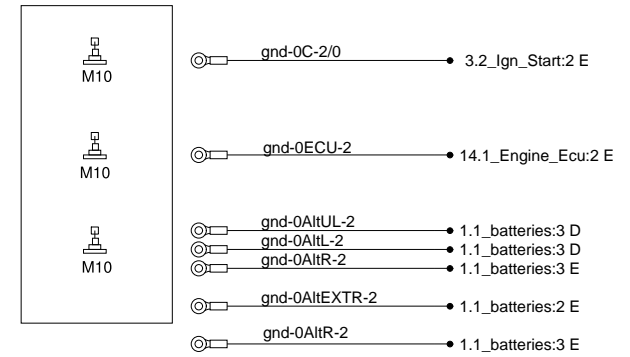 M10
gnd-0C-2/0
3.2_Ign_Start:2 E
M10
gnd-0ECU-2
14.1_Engine_Ecu:2 E
M10
gnd-0AltUL-2
1.1_batteries:3 D
gnd-0AltL-2
1.1_batteries:3 D
gnd-0AltR-2
1.1_batteries:3 E
gnd-0AltEXTR-2
1.1_batteries:2 E
gnd-0AltR-2
1.1_batteries:3 E